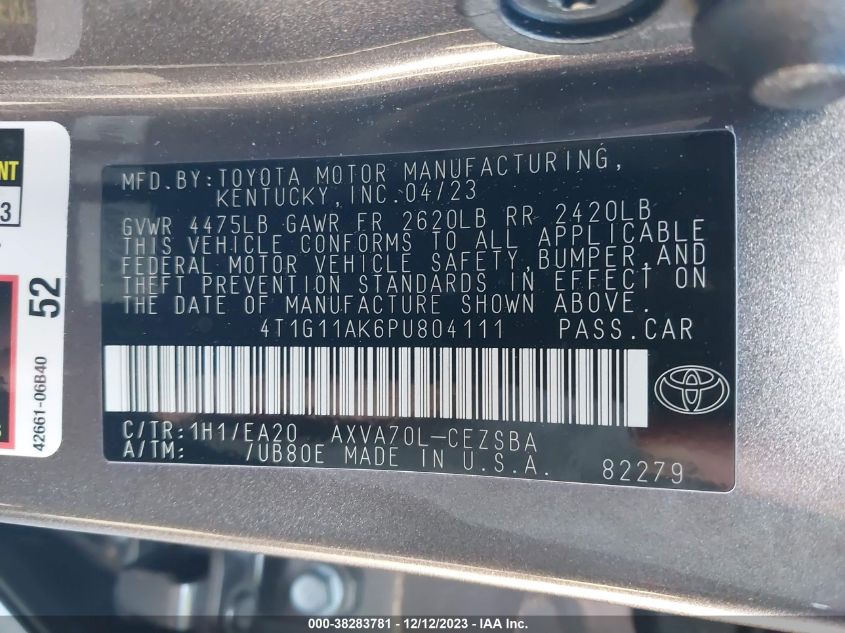 NT
3
52
42661-06B40
MFD.BY:TOYOTA MOTOR MANUFACTURING,
KENTUCKY,INC.04/23
GVWR 4475LB GAWR FR 2620LB RR 2420LB
THIS VEHICLE CONFORMS TO ALL APPLICABLE
FEDERAL MOTOR VEHICLE SAFETY,BUMPER,AND
THEFT PREVENTION STANDARDS IN EFFECT ON
THE DATE OF MANUFACTURE SHOWN ABOVE.
4T1G11AK6PU804111 PASS.CAR
C/TR:1H1/EA20 AXVA70L-CEZSBA
A/TM: /UB80E MADE IN U.S.A. 82279
000-38283781 - 12/12/2023 - IAA Inc.